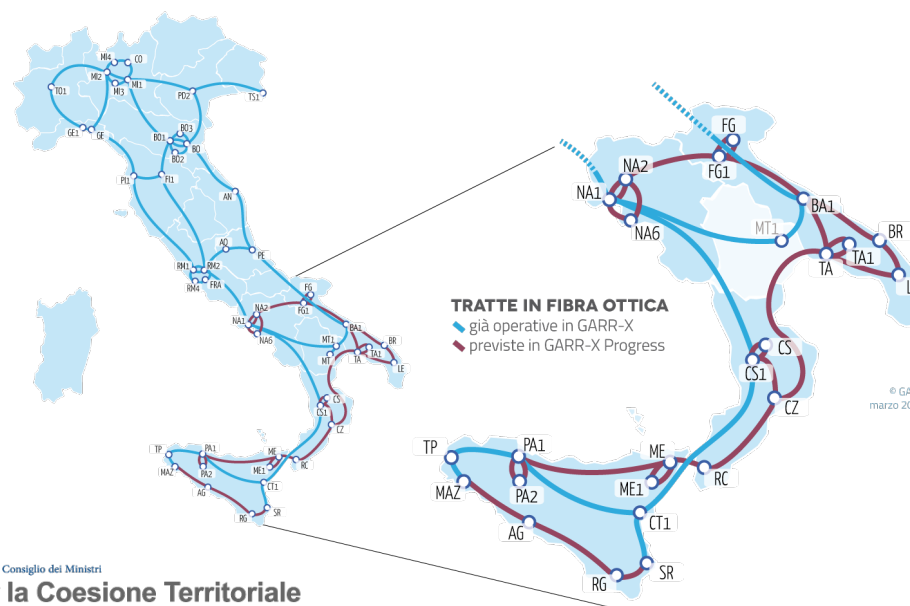 MI4
CO
MI2
MI1
MI3
TO1
PD2
TS1
GE1
GE
BO3
BO1
BO
BO2
PI1
FI1
AN
AQ
PE
RM1
RM2
RM4
FRA
FG
NA2
FG1
NA1
BA1
NA6
MT1
BR
MT
TA
TA1
LE
CS
CS1
CZ
TP
PA1
ME
MAZ
PA2
ME1
RC
AG
CT1
RG
SR
FG
NA2
FG1
NA1
BA1
NA6
MT1
BR
TA1
TA
L
TRATTE IN FIBRA OTTICA
già operative in GARR-X
previste in GARR-X Progress
CS
CS1
© GA
marzo 20
CZ
TP
PA1
ME
RC
MAZ
PA2
ME1
AG
CT1
RG
SR
Consiglio dei Ministri
la Coesione Territoriale